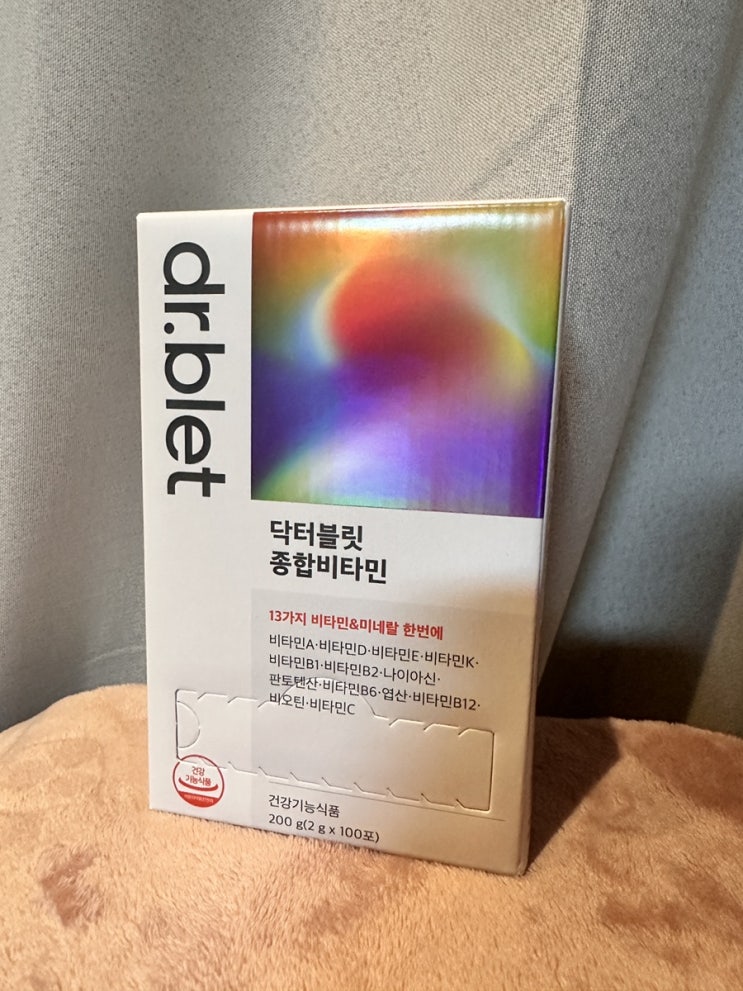 dr.blet
닥터블릿
종합비타민
13가지 비타민&미네랄 한번에
비타민A·비타민D·비타민E·비타민K·
비타민B1·비타민B2·나이아신·
판토텐산·비타민B6·엽산·비타민B12·
비오틴·비타민C
건강
기능식품
건강기능식품
200 g(2 g x 100포)